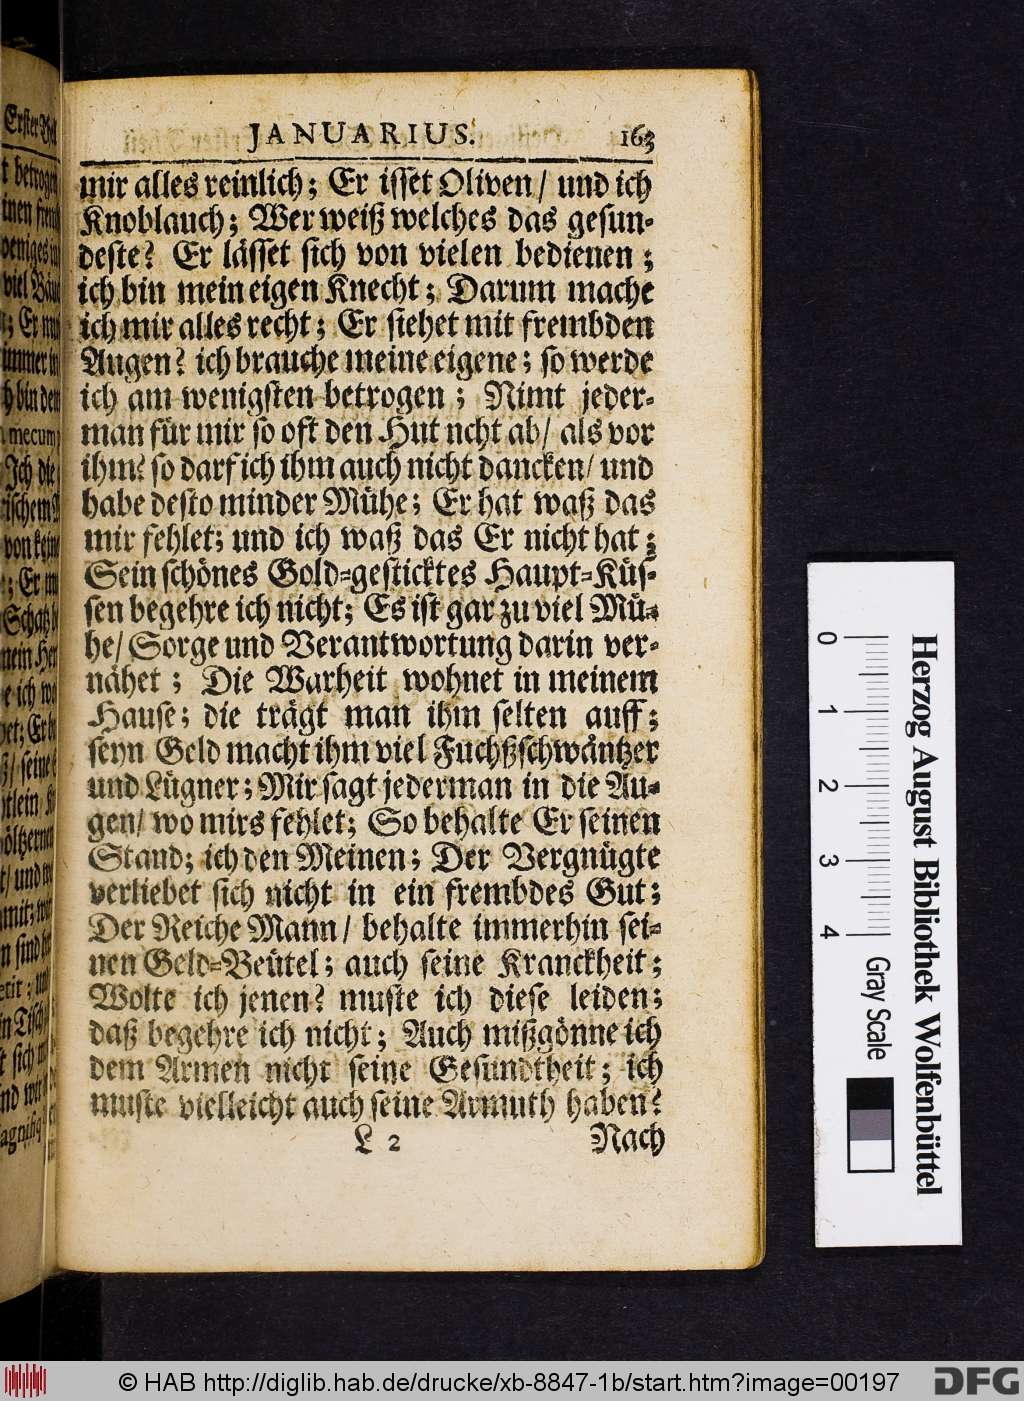 JANUARIUS. 163
mir alles reinlich; Er isset Oliven/ und ich
Knoblauch; Wer weiß welches das gesun-
deste? Er lässet sich von vielen bedienen;
ich bin mein eigen Knecht; Darum mache
ich mir alles recht; Er siehet mit frembden
Augen? ich brauche meine eigene; so werde
ich am wenigsten betrogen; Nimt jeder-
man für mir so oft den Hut ncht ab/ als vor
ihm? so darf ich ihm auch nicht dancken/ und
habe desto minder Mühe; Er hat waß das
mir fehlet; und ich waß das Er nicht hat;
Sein schönes Gold-gesticktes Haupt-Küs-
sen begehre ich nicht; Es ist gar zu viel Mü-
he/ Sorge und Verantwortung darin ver-
nähet; Die Warheit wohnet in meinem
Hause; die trägt man ihm selten auff;
seyn Geld macht ihm viel Fuchßschwäntzer
und Lügner; Mir sagt jederman in die Au-
gen/ wo mirs fehlet; So behalte Er seinen
Stand; ich den Meinen; Der Vergnügte
verliebet sich nicht in ein frembdes Gut;
Der Reiche Mann/ behalte immerhin sei-
nen Geld-Beütel; auch seine Kranckheit;
Wolte ich jenen? muste ich diese leiden;
daß begehre ich nicht; Auch mißgönne ich
dem Armen nicht seine Gesundtheit; ich
muste vielleicht auch seine Armuth haben?
L 2 Nach
Herzog August Bibliothek Wolfenbüttel
0 1 2 3 4 Gray Scale
© HAB http://diglib.hab.de/drucke/xb-8847-1b/start.htm?image=00197
DFG